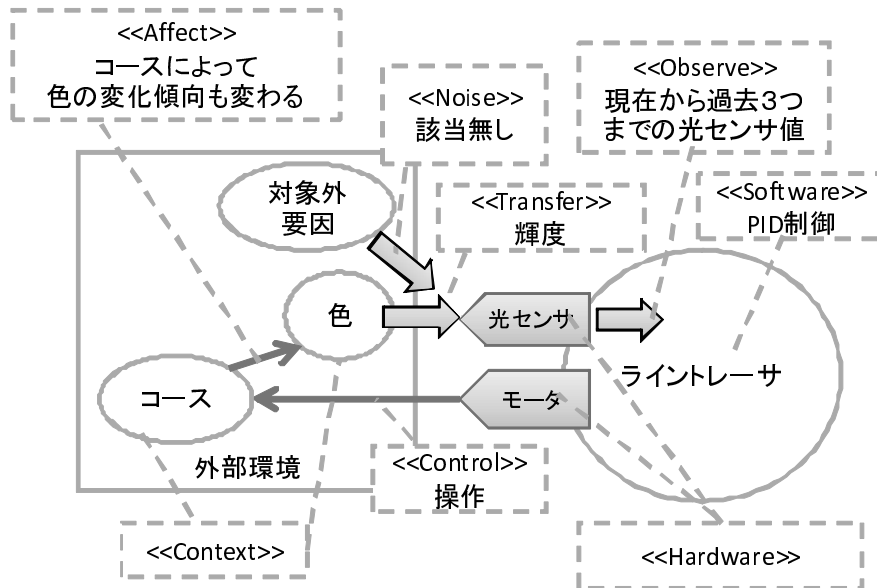 <<Affect>>
コースによって
色の変化傾向も変わる
<<Noise>>
該当無し
<<Observe>>
現在から過去３つ
までの光センサ値
対象外
要因
<<Transfer>>
輝度
<<Software>>
PID制御
色
光センサ
ライントレーサ
コース
モータ
外部環境
<<Control>>
操作
<<Context>>
<<Hardware>>